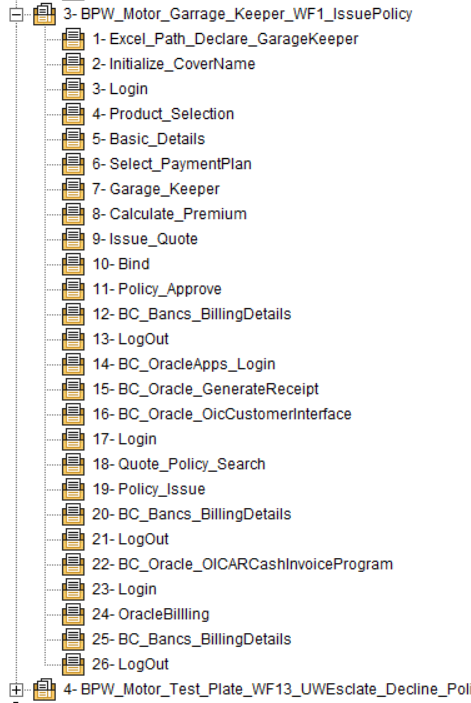 3- BPW_Motor_Garrage_Keeper_WF1_IssuePolicy
1- Excel_Path_Declare_GarageKeeper
2- Initialize_CoverName
3- Login
4- Product_Selection
5- Basic_Details
6- Select_PaymentPlan
7- Garage_Keeper
8- Calculate_Premium
9- Issue_Quote
10- Bind
11- Policy_Approve
12- BC_Bancs_BillingDetails
13- LogOut
14- BC_OracleApps_Login
15- BC_Oracle_GenerateReceipt
16- BC_Oracle_OicCustomerInterface
17- Login
18- Quote_Policy_Search
19- Policy_Issue
20- BC_Bancs_BillingDetails
21- LogOut
22- BC_Oracle_OICARCashInvoiceProgram
23- Login
24- OracleBillling
25- BC_Bancs_BillingDetails
26- LogOut
4- BPW_Motor_Test_Plate_WF13_UWEsclate_Decline_Poli